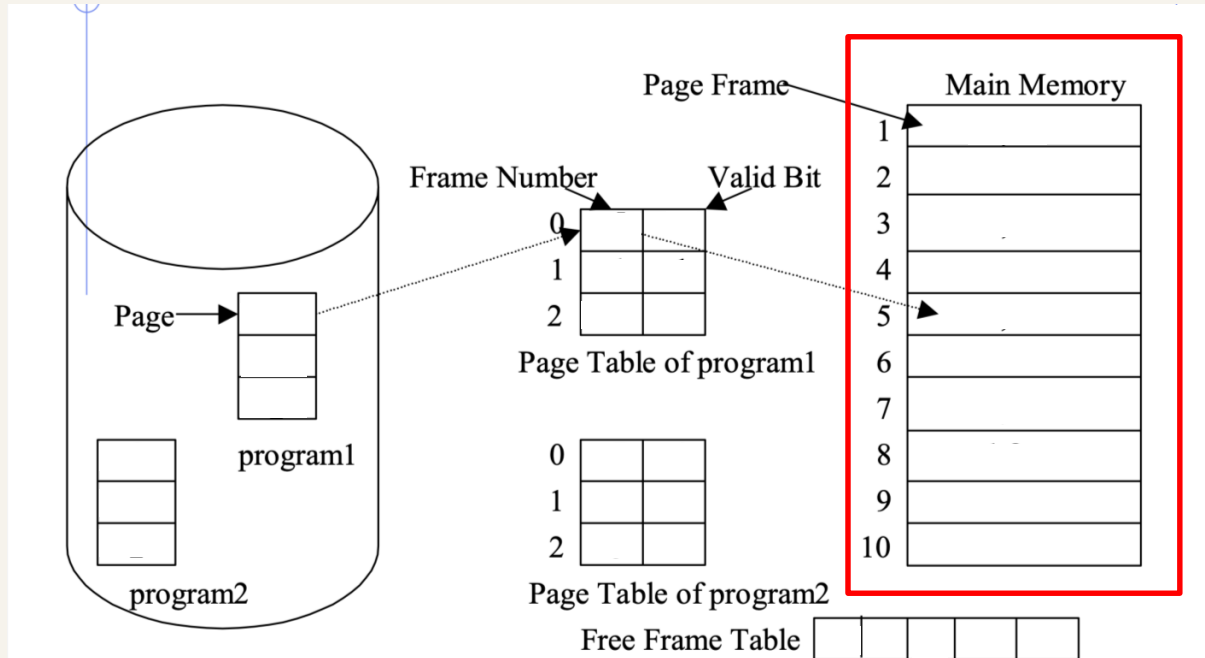 Page Frame
Main Memory
1
2
3
4
5
6
7
8
9
10
Frame Number
Valid Bit
0
1
2
Page Table of program1
Page
program1
program2
0
1
2
Page Table of program2
Free Frame Table